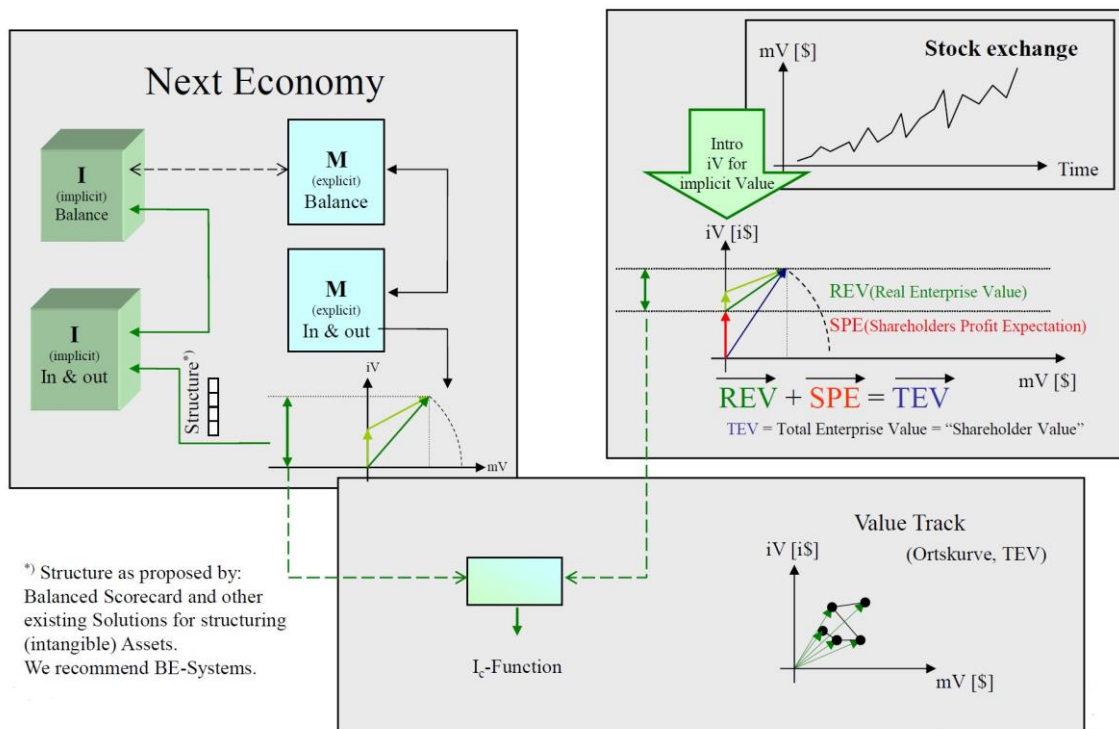 Next Economy
I
(implicit)
Balance
M
(explicit)
Balance
I
(implicit)
In & out
M
(explicit)
In & out
Structure*)
iV
mV
*) Structure as proposed by:
Balanced Scorecard and other
existing Solutions for structuring
(intangible) Assets.
We recommend BE-Systems.
mV [$]
Stock exchange
Time
Intro
iV for
implicit Value
iV [i$]
REV(Real Enterprise Value)
SPE(Shareholders Profit Expectation)
mV [$]
REV + SPE = TEV
TEV = Total Enterprise Value = “Shareholder Value”
Ic-Function
Value Track
(Ortskurve, TEV)
iV [i$]
mV [$]